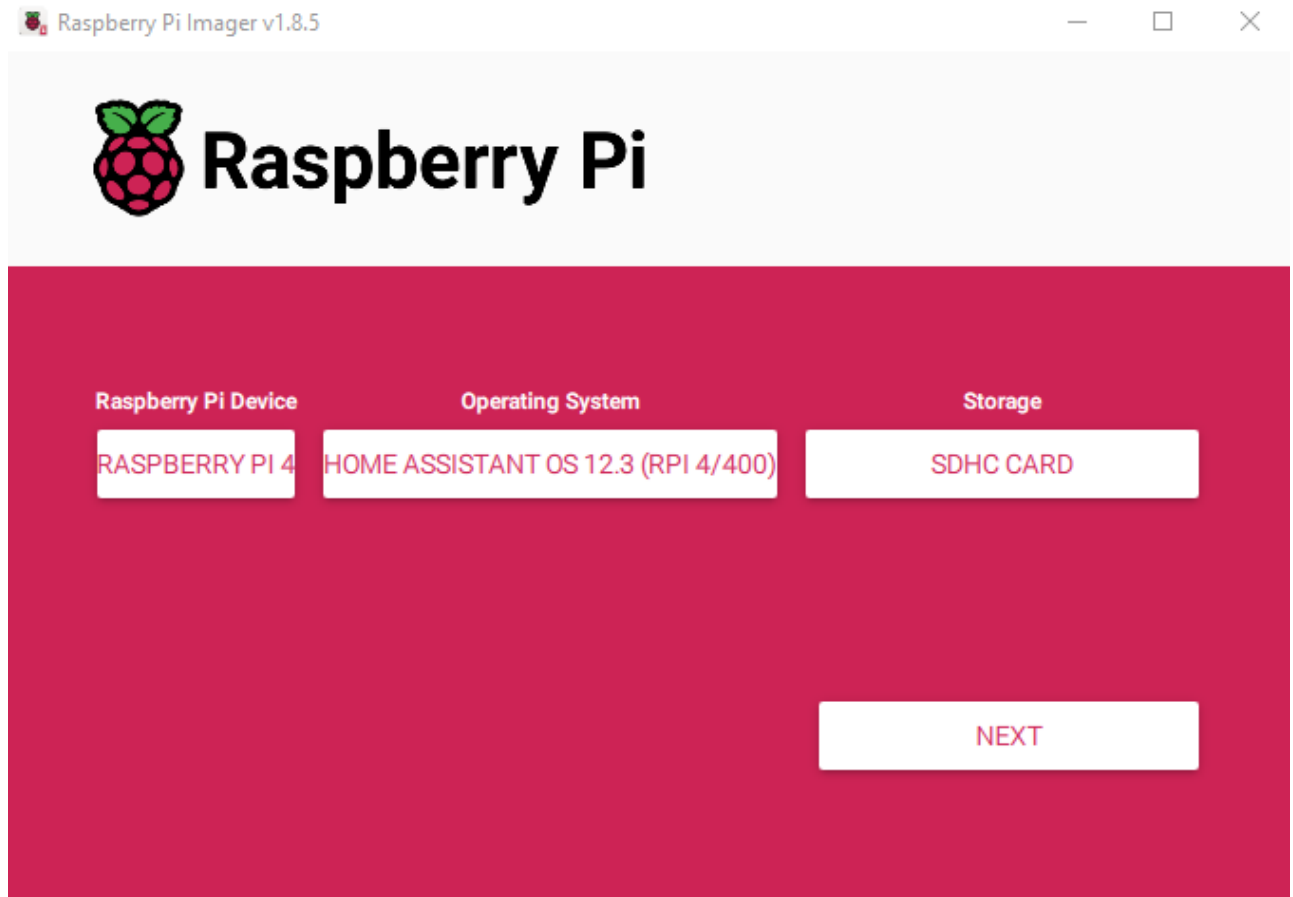 Raspberry Pi Imager v1.8.5
Raspberry Pi
Raspberry Pi Device Operating System Storage
RASPBERRY PI 4 HOME ASSISTANT OS 12.3 (RPI 4/400) SDHC CARD
NEXT